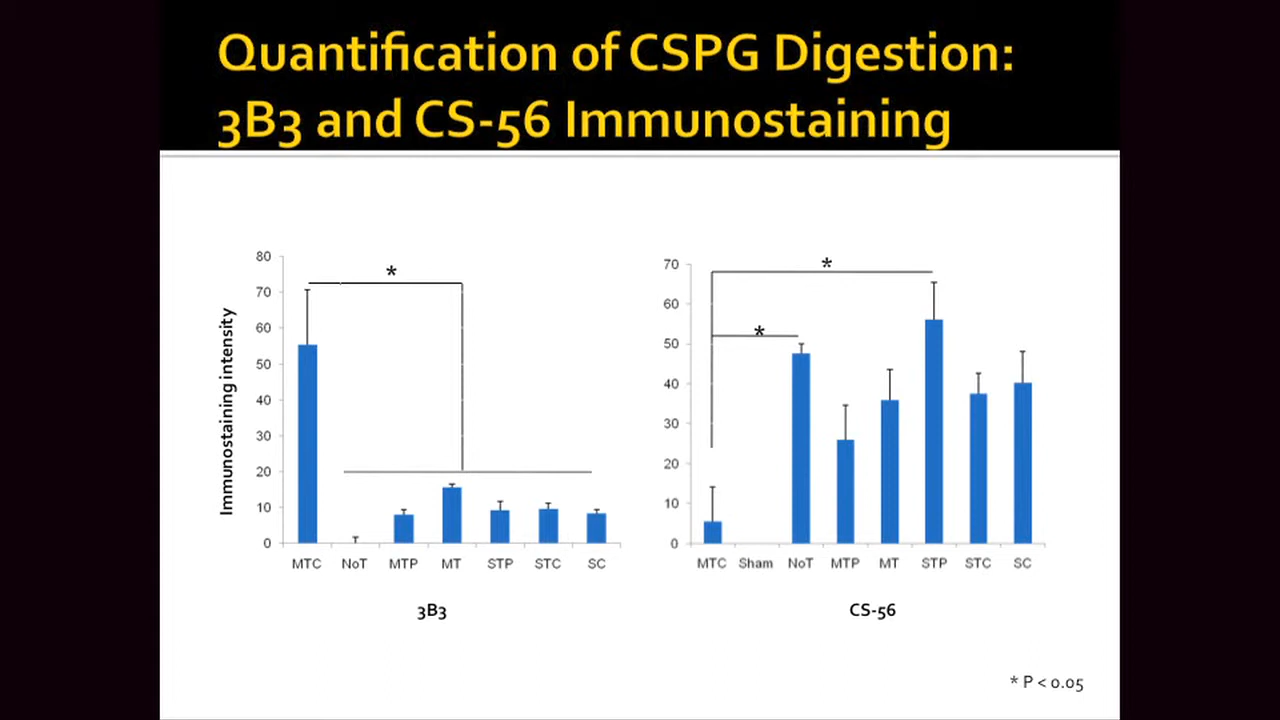 Quantification of CSPG Digestion:
3B3 and CS-56 Immunostaining
Immunostaining intensity
80
70
60
50
40
30
20
10
0
*
MTC NoT MTP MT STP STC SC
3B3
70
60
50
40
30
20
10
0
*
*
MTC Sham NoT MTP MT STP STC SC
CS-56
* P < 0.05